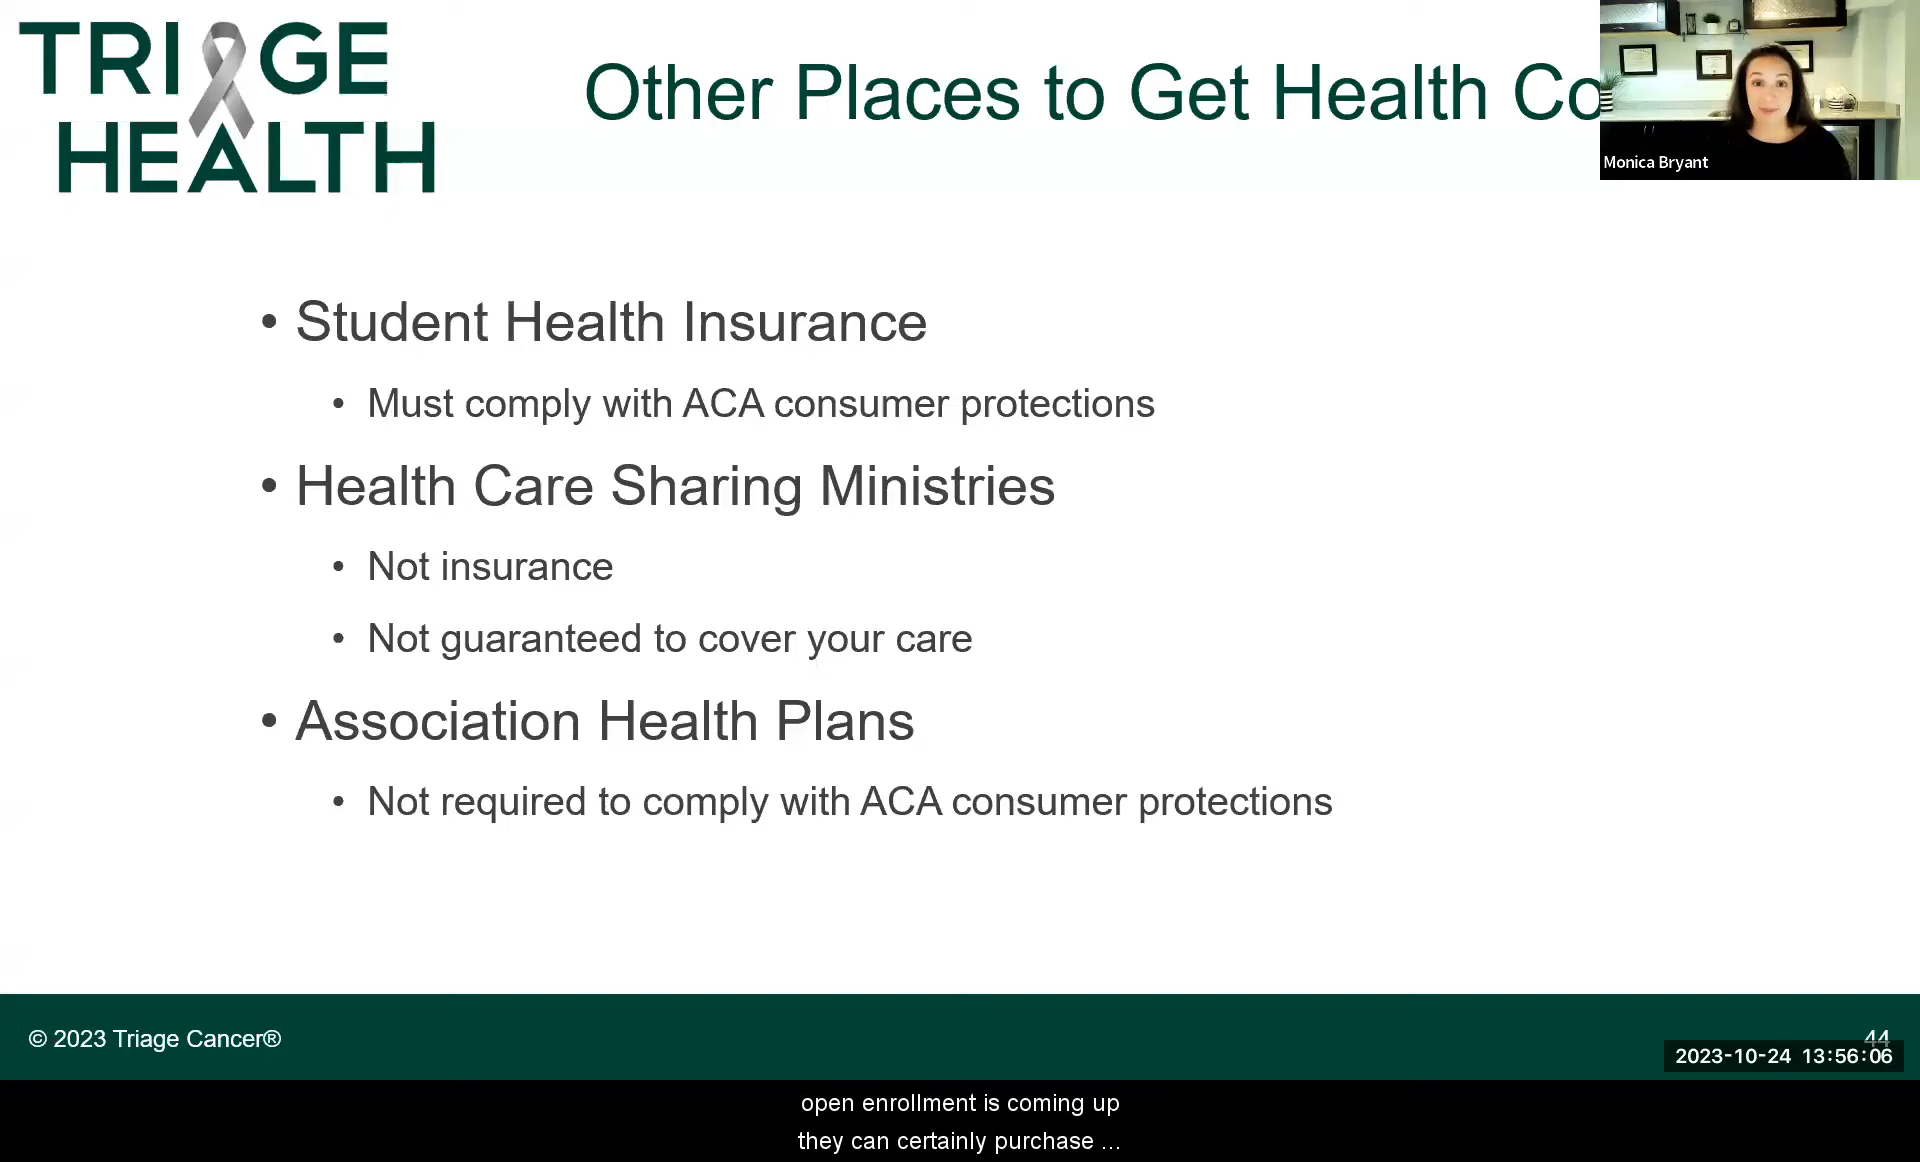 TRIAGE
HEALTH
Other Places to Get Health Co
Monica Bryant
• Student Health Insurance
• Must comply with ACA consumer protections
• Health Care Sharing Ministries
• Not insurance
• Not guaranteed to cover your care
• Association Health Plans
• Not required to comply with ACA consumer protections
© 2023 Triage Cancer®
44
2023-10-24 13:56:06
open enrollment is coming up
they can certainly purchase ...